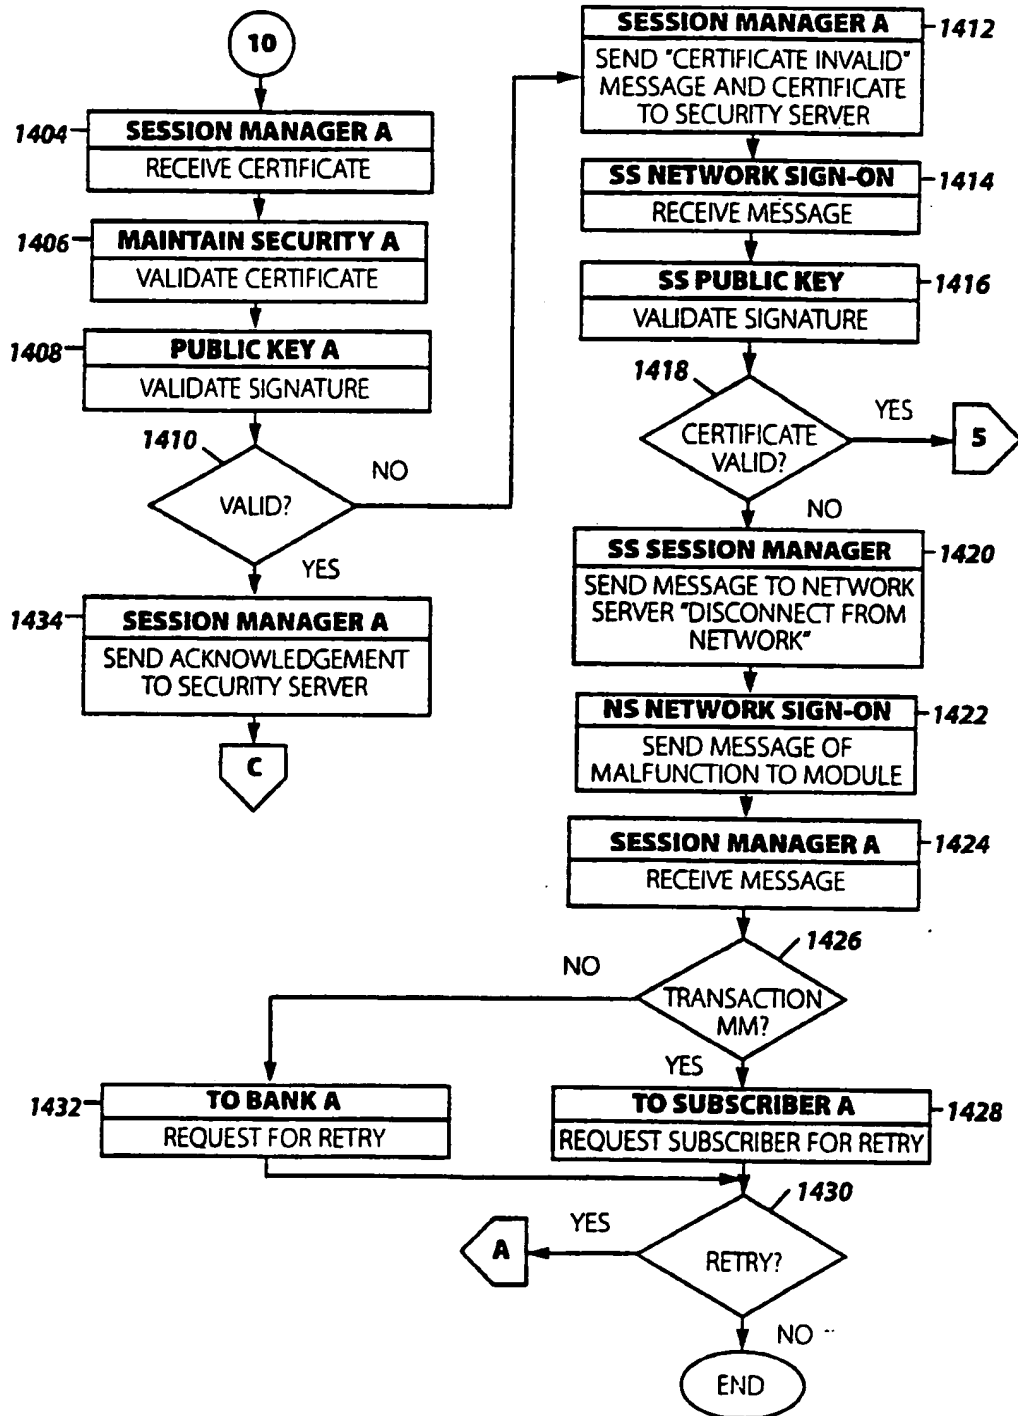 10
1404
SESSION MANAGER A
RECEIVE CERTIFICATE
1406
MAINTAIN SECURITY A
VALIDATE CERTIFICATE
1408
PUBLIC KEY A
VALIDATE SIGNATURE
1410
VALID?
NO
YES
1434
SESSION MANAGER A
SEND ACKNOWLEDGEMENT
TO SECURITY SERVER
C
SESSION MANAGER A
1412
SEND "CERTIFICATE INVALID"
MESSAGE AND CERTIFICATE
TO SECURITY SERVER
SS NETWORK SIGN-ON
1414
RECEIVE MESSAGE
SS PUBLIC KEY
1416
VALIDATE SIGNATURE
1418
CERTIFICATE
VALID?
YES
5
NO
SS SESSION MANAGER
1420
SEND MESSAGE TO NETWORK
SERVER "DISCONNECT FROM
NETWORK"
NS NETWORK SIGN-ON
1422
SEND MESSAGE OF
MALFUNCTION TO MODULE
SESSION MANAGER A
1424
RECEIVE MESSAGE
1426
TRANSACTION
MM?
NO
YES
1432
TO BANK A
REQUEST FOR RETRY
TO SUBSCRIBER A
1428
REQUEST SUBSCRIBER FOR RETRY
1430
RETRY?
YES
A
NO
END